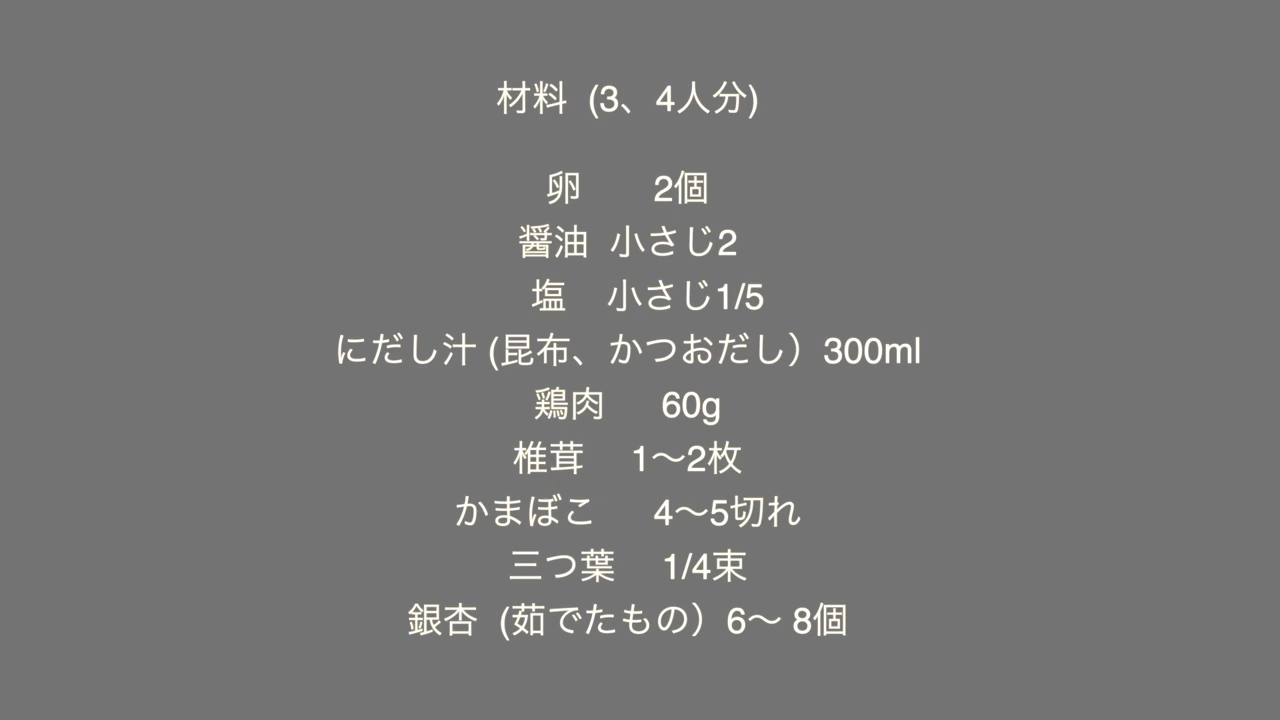 材料 (3、4人分)
卵 2個
醤油 小さじ2
塩 小さじ1/5
にだし汁 (昆布、かつおだし）300ml
鶏肉 60g
椎茸 1〜2枚
かまぼこ 4〜5切れ
三つ葉 1/4束
銀杏 (茹でたもの）6〜 8個